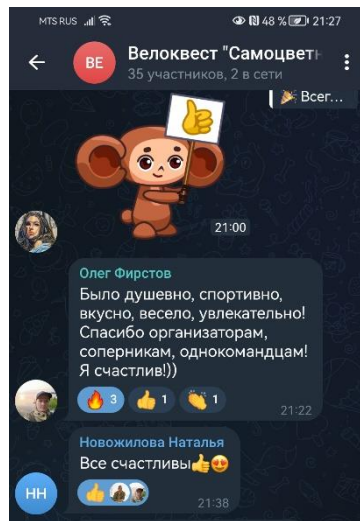 MTS RUS 48 % 21:27
ВЕ
Велоквест "Самоцветн
35 участников, 2 в сети
Всег...
21:00
Олег Фирстов
Было душевно, спортивно,
вкусно, весело, увлекательно!
Спасибо организаторам,
соперникам, однокомандцам!
Я счастлив!))
3 1 1 21:22
Новожилова Наталья
Все счастливы👍😍
НН
21:38